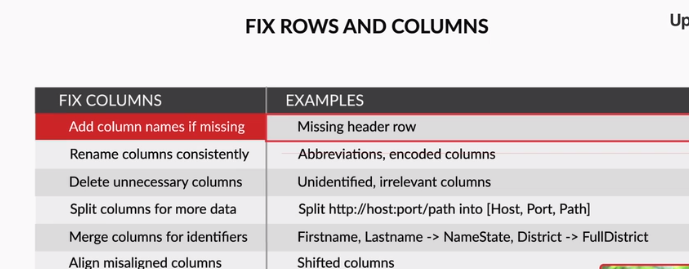 FIX ROWS AND COLUMNS
Up
FIX COLUMNS EXAMPLES
Add column names if missing Missing header row
Rename columns consistently Abbreviations, encoded columns
Delete unnecessary columns Unidentified, irrelevant columns
Split columns for more data Split http://host:port/path into [Host, Port, Path]
Merge columns for identifiers Firstname, Lastname -> NameState, District -> FullDistrict
Align misaligned columns Shifted columns